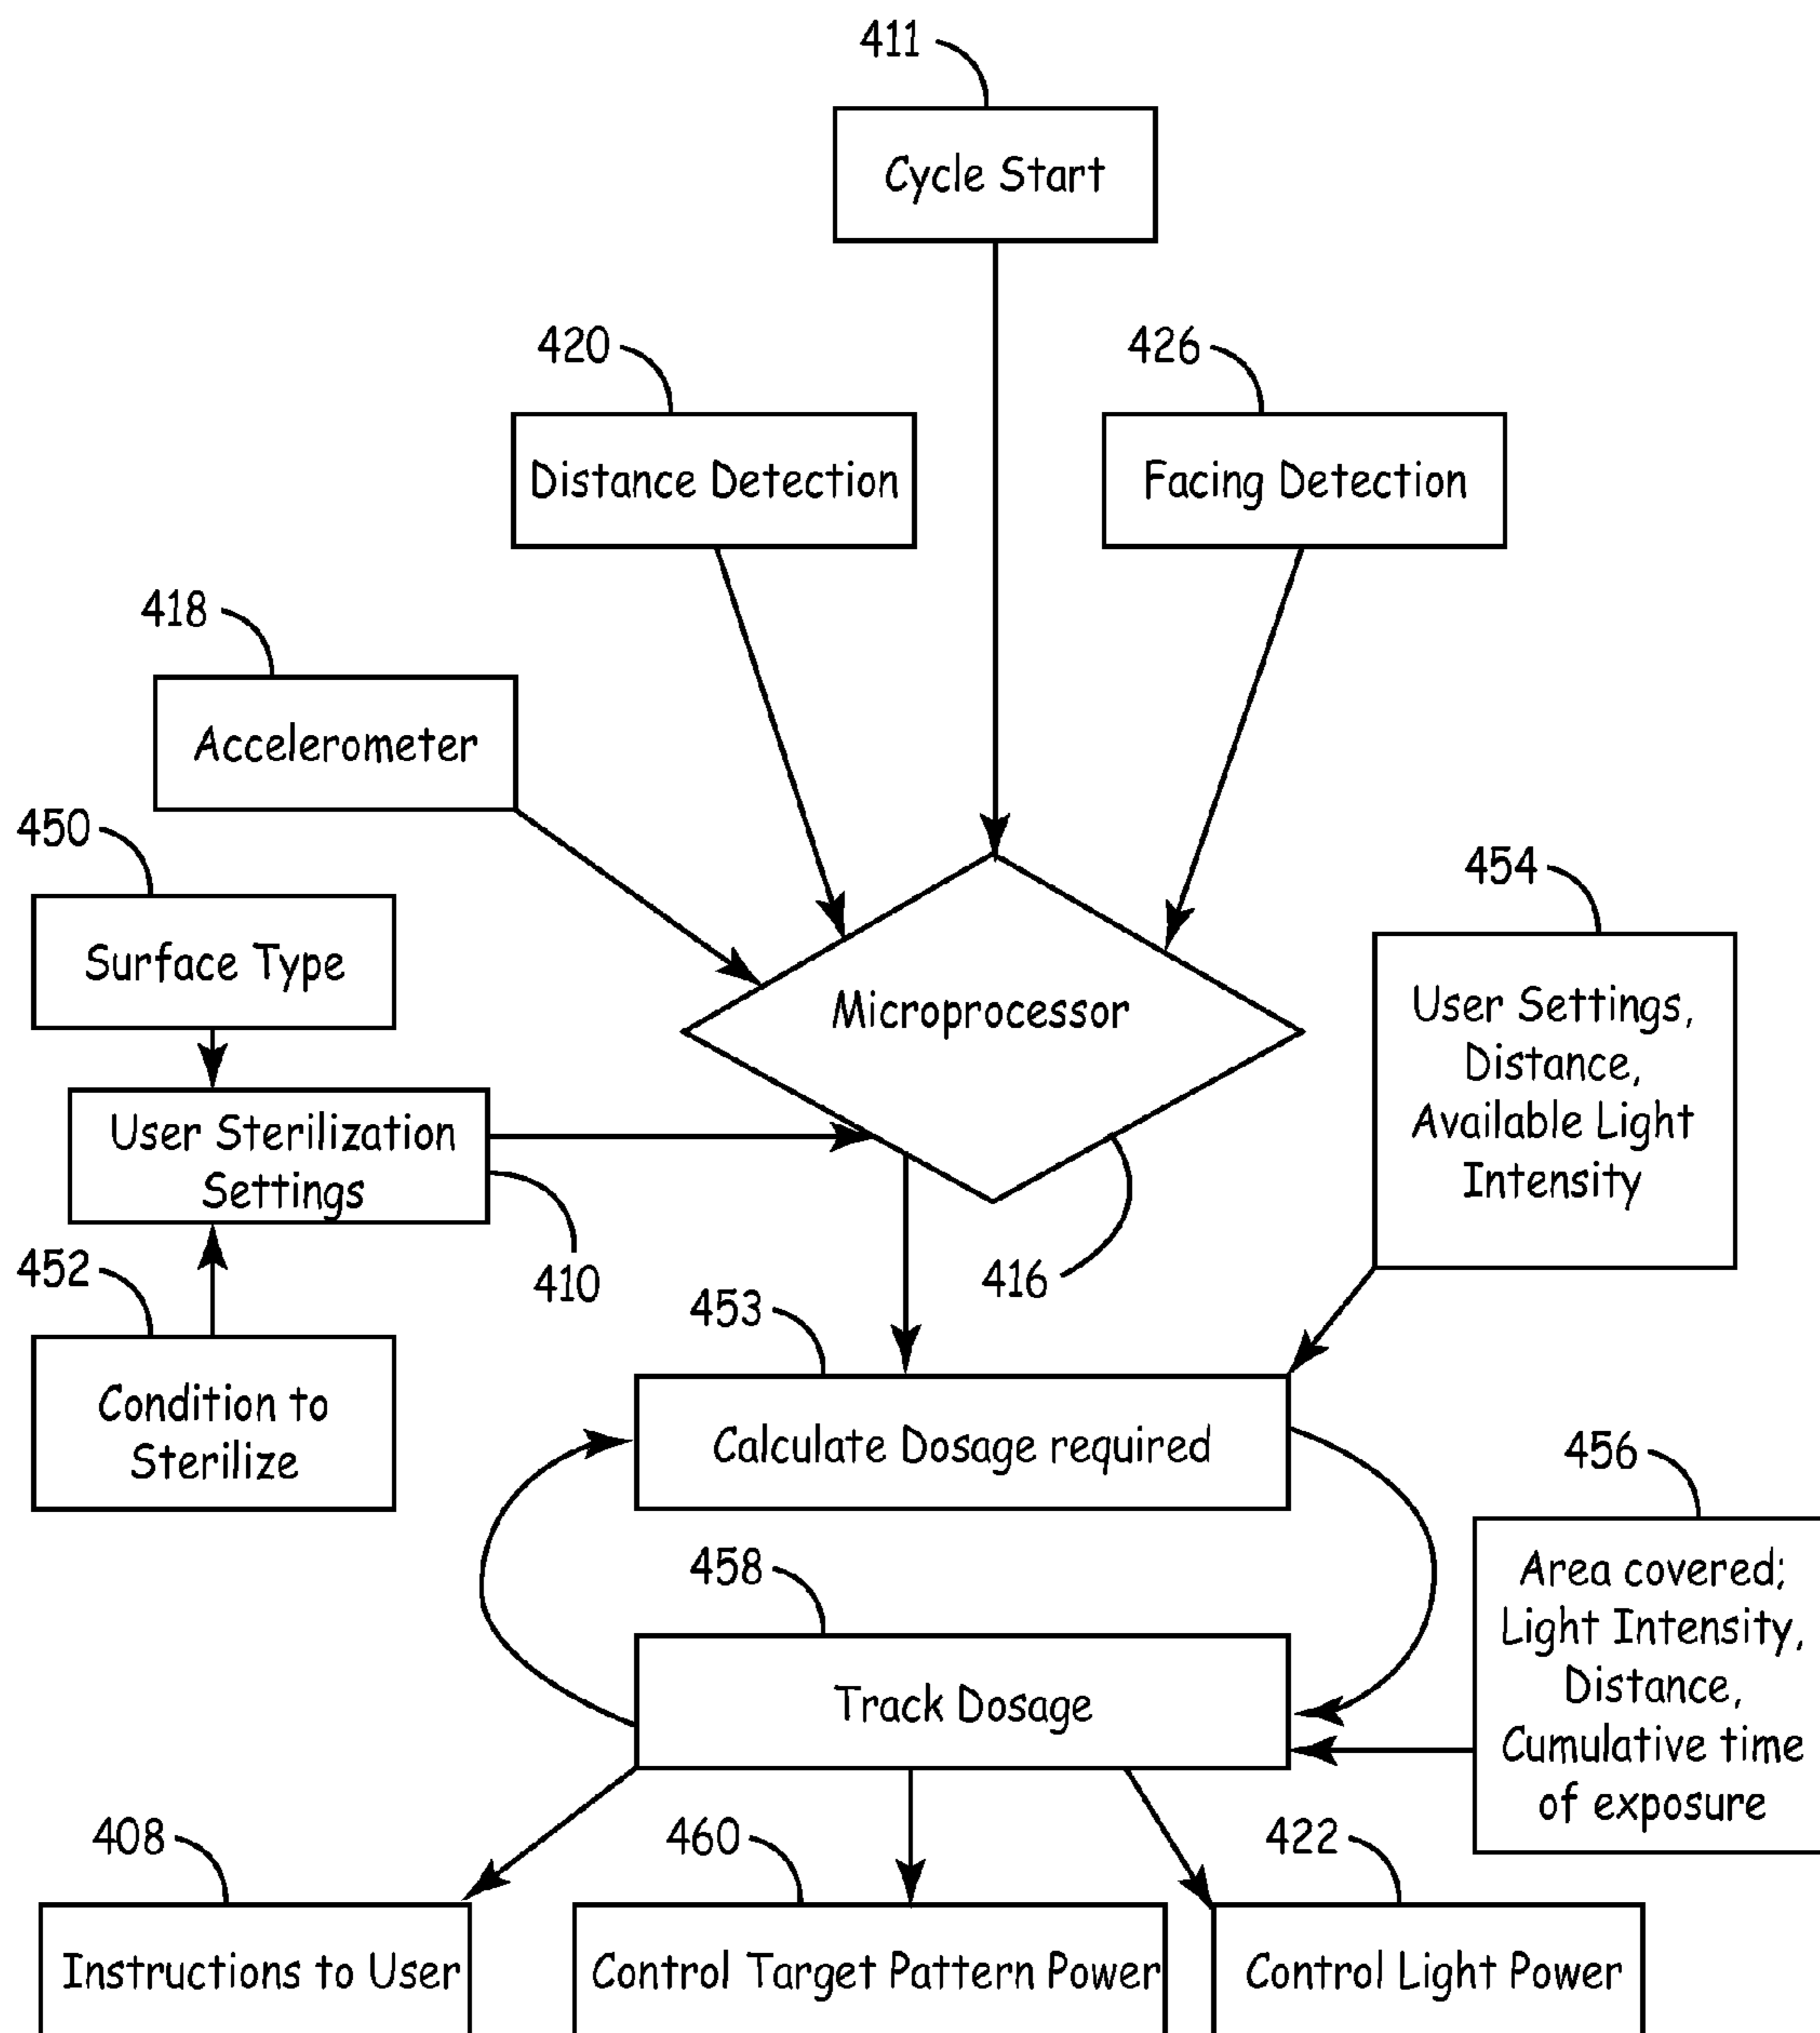 411
Cycle Start
420
426
Distance Detection
Facing Detection
418
Accelerometer
450
454
Surface Type
User Settings,
Distance,
Available Light
Intensity
Microprocessor
User Sterilization
Settings
452
410
416
453
Condition to
Sterilize
Calculate Dosage required
456
458
Area covered;
Light Intensity,
Distance,
Cumulative time
of exposure
Track Dosage
408
460
422
Instructions to User
Control Target Pattern Power
Control Light Power